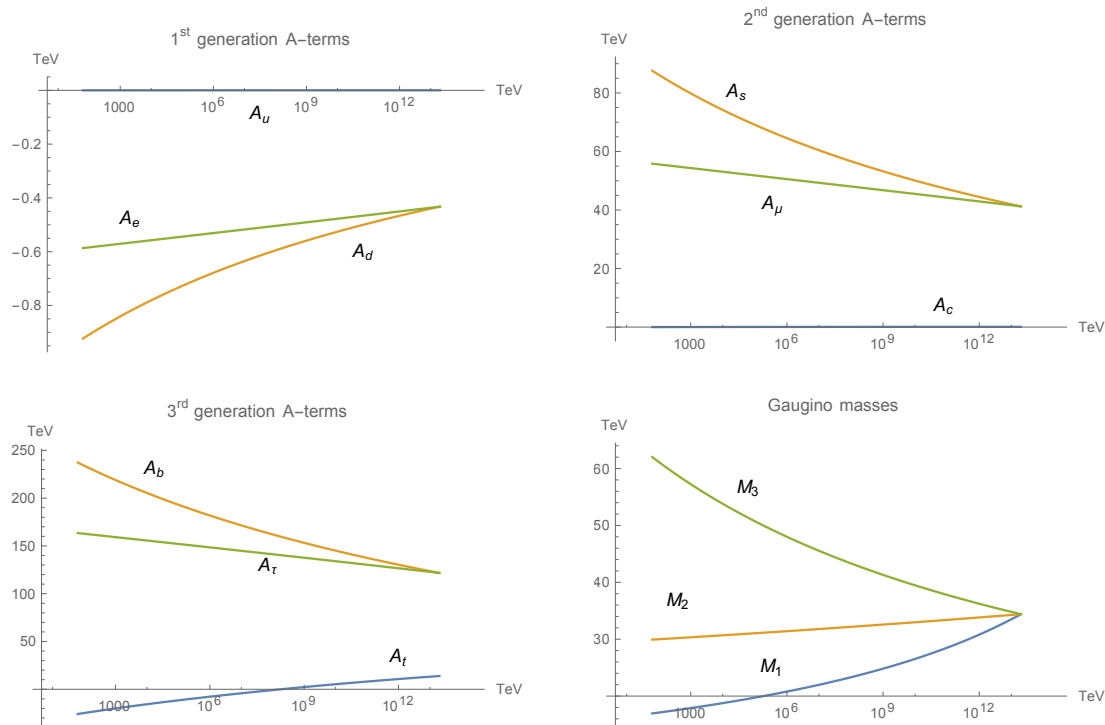 1st generation A-terms
TeV
TeV
1000
10^6
10^9
10^12
A_u
-0.2
-0.4
-0.6
-0.8
A_e
A_d
2nd generation A-terms
TeV
80
60
40
20
A_s
A_μ
A_c
TeV
1000
10^6
10^9
10^12
3rd generation A-terms
TeV
250
200
150
100
50
A_b
A_τ
A_t
TeV
1000
10^6
10^9
10^12
Gaugino masses
TeV
60
50
40
30
M_3
M_2
M_1
TeV
1000
10^6
10^9
10^12